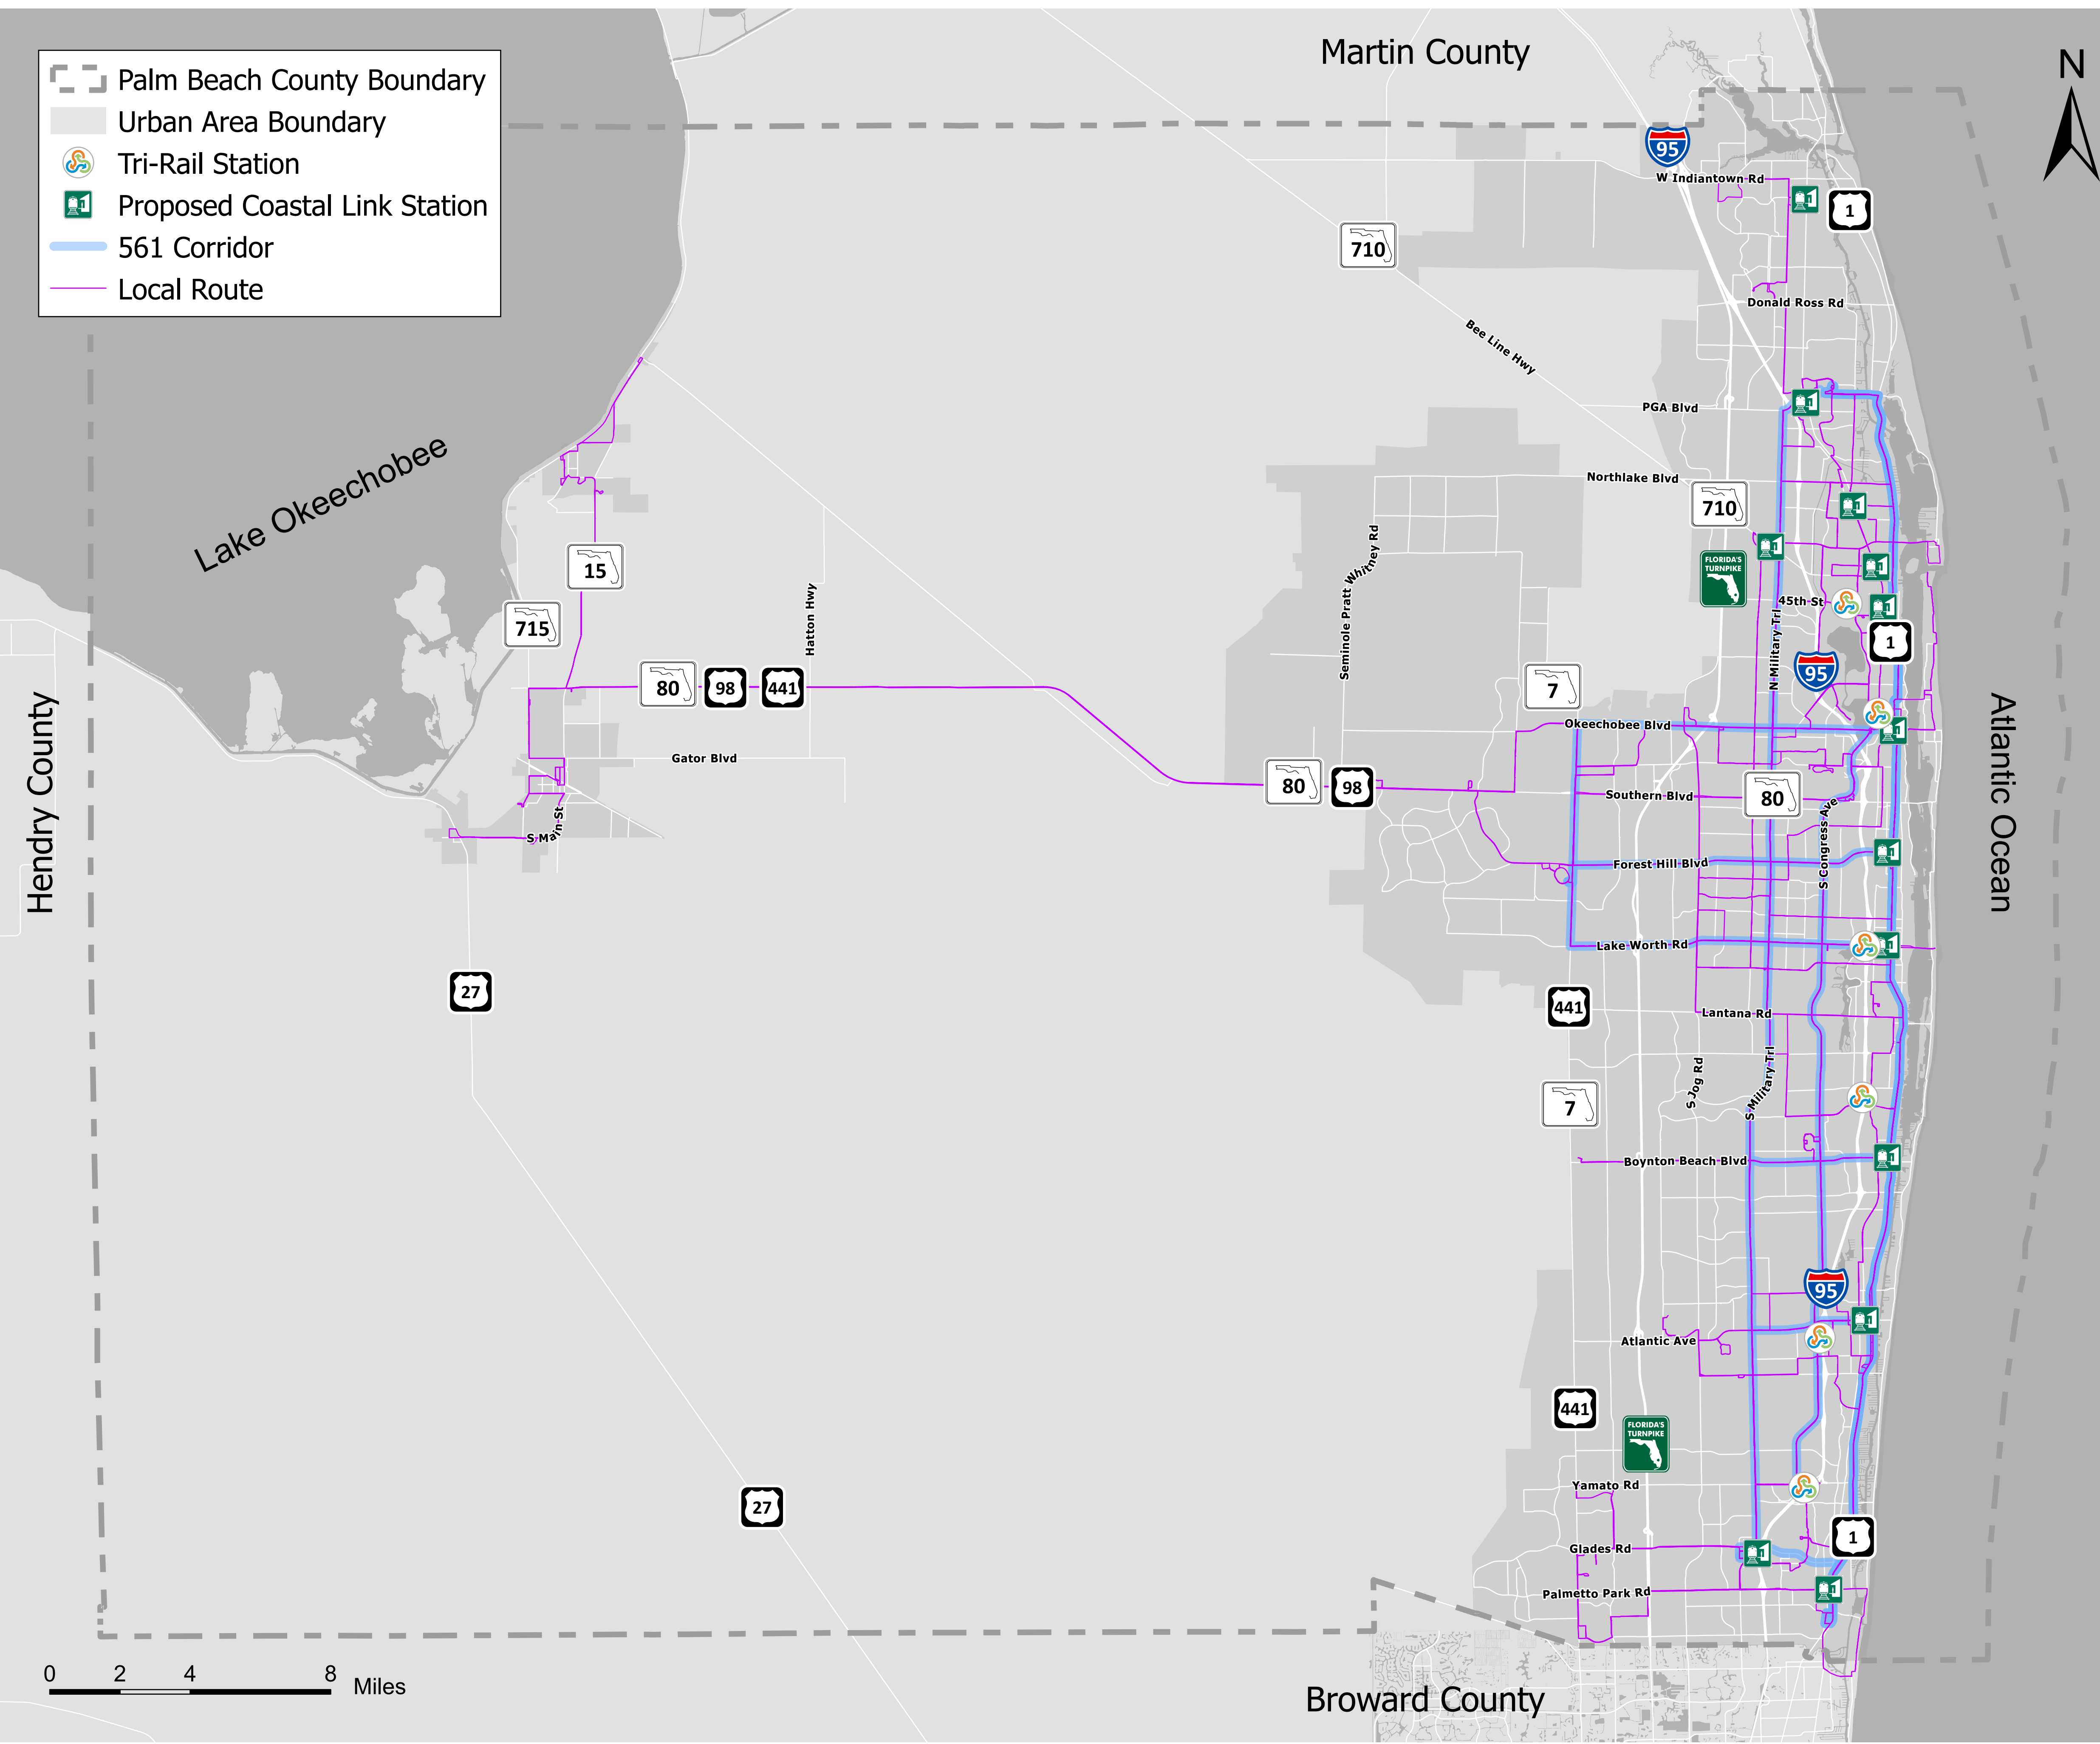 Palm Beach County Boundary
Urban Area Boundary
Tri-Rail Station
Proposed Coastal Link Station
561 Corridor
Local Route
Martin County
N
95
W Indiantown Rd
1
710
Donald Ross Rd
Bee Line Hwy
PGA Blvd
Lake Okeechobee
Northlake Blvd
710
Seminole Pratt Whitney Rd
15
FLORIDA'S
TURNPIKE
45th St
715
Hatton Hwy
N Military Trl
1
95
80
98
441
7
Okeechobee Blvd
Gator Blvd
80
98
Southern Blvd
80
S Main St
S Congress Ave
Forest Hill Blvd
Hendry County
Atlantic Ocean
Lake Worth Rd
27
441
Lantana Rd
S Jog Rd
S Military Trl
7
Boynton Beach Blvd
95
Atlantic Ave
441
FLORIDA'S
TURNPIKE
Yamato Rd
27
1
Glades Rd
Palmetto Park Rd
0 2 4 8
Miles
Broward County